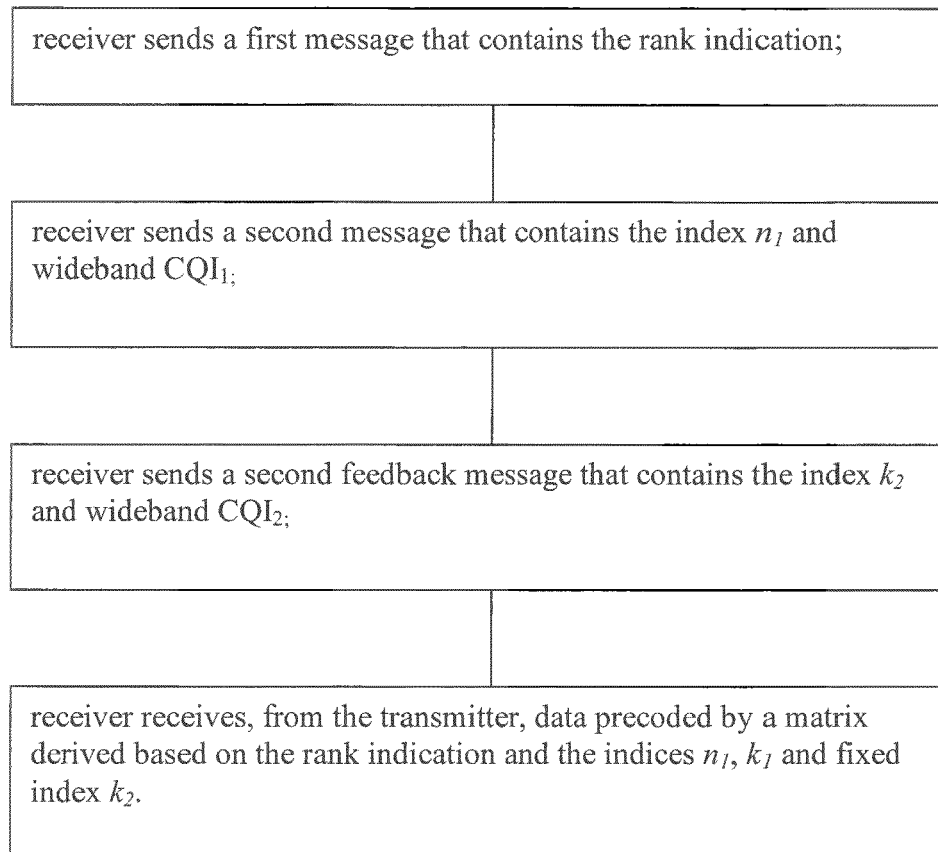 receiver sends a first message that contains the rank indication;
receiver sends a second message that contains the index n₁ and
wideband CQI₁;
receiver sends a second feedback message that contains the index k₂
and wideband CQI₂;
receiver receives, from the transmitter, data precoded by a matrix
derived based on the rank indication and the indices n₁, k₁ and fixed
index k₂.